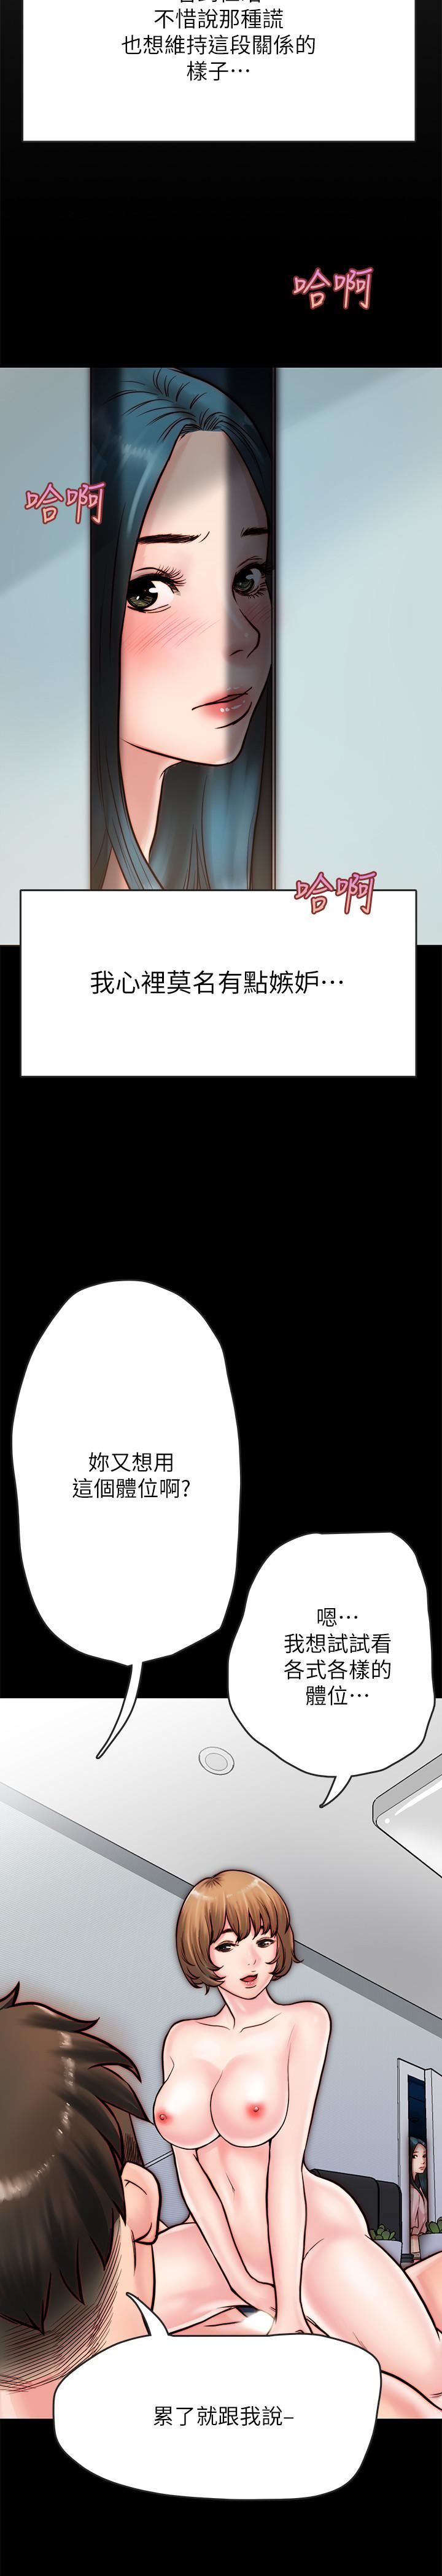 不惜說那種謊
也想維持這段關係的
樣子…
哈啊
哈啊
哈啊
我心裡莫名有點嫉妒…
妳又想用
這個體位啊?
嗯…
我想試試看
各式各樣的
體位…
累了就跟我說–